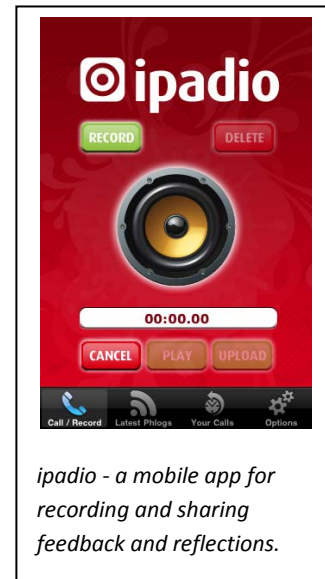 ipadio
RECORD DELETE
00:00.00
CANCEL PLAY UPLOAD
Call / Record Latest Phlogs Your Calls Options
ipadio - a mobile app for
recording and sharing
feedback and reflections.